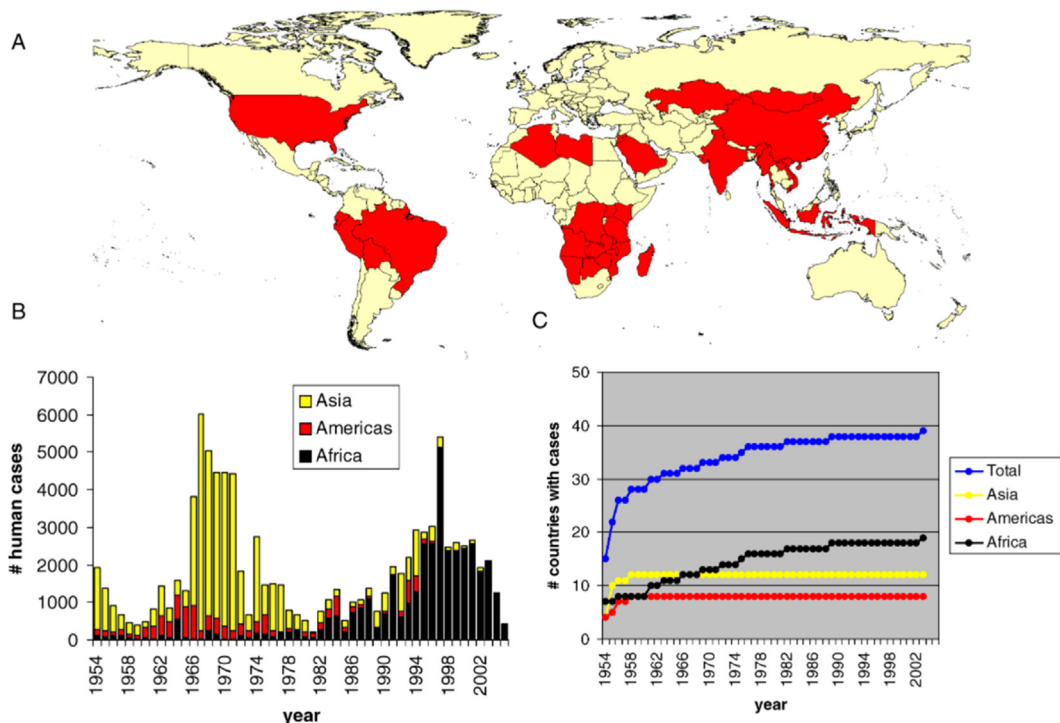 A
B
7000
6000
5000
4000
3000
2000
1000
0
# human cases
Asia
Americas
Africa
1954
1958
1962
1966
1970
1974
1978
1982
1986
1990
1994
1998
2002
year
C
50
40
30
20
10
0
# countries with cases
1954
1958
1962
1966
1970
1974
1978
1982
1986
1990
1994
1998
2002
year
Total
Asia
Americas
Africa